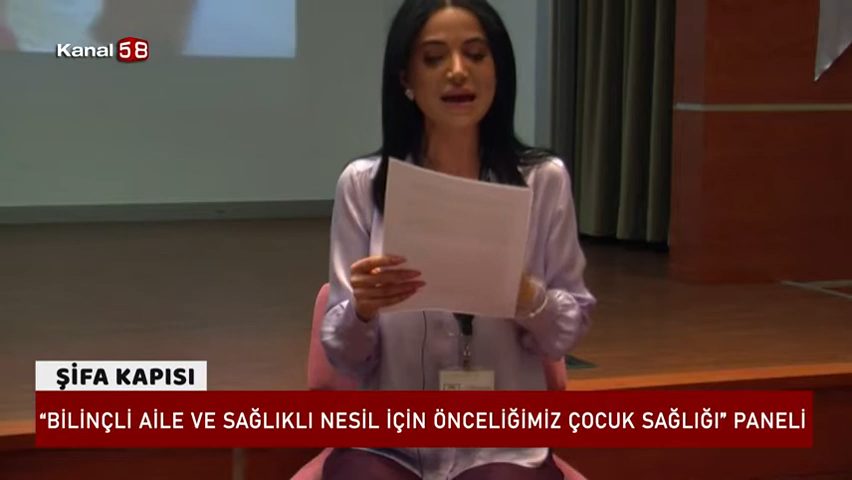 Kanal 58
ŞİFA KAPISI
“BİLİNÇLİ AİLE VE SAĞLIKLI NESİL İÇİN ÖNCELİĞİMİZ ÇOCUK SAĞLIĞI” PANELİ